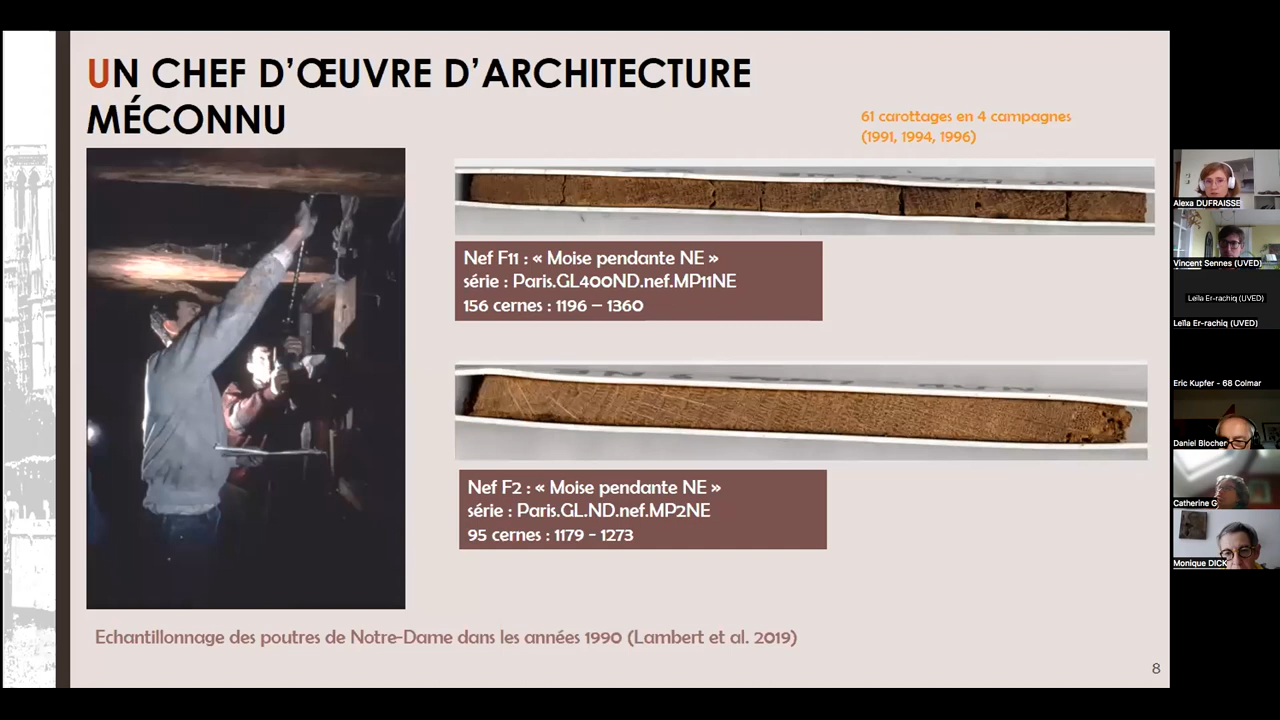 UN CHEF D'ŒUVRE D'ARCHITECTURE
MÉCONNU
61 carottages en 4 campagnes
(1991, 1994, 1996)
Nef F11 : « Moise pendante NE »
série : Paris.GL400ND.nef.MP11NE
156 cernes : 1196 – 1360
Nef F2 : « Moise pendante NE »
série : Paris.GL.ND.nef.MP2NE
95 cernes : 1179 - 1273
Echantillonnage des poutres de Notre-Dame dans les années 1990 (Lambert et al. 2019)
8
Alexa DUFRAISSE
Vincent Sennes (UVED)
Leïla Er-rachiq (UVED)
Leïla Er-rachiq (UVED)
Eric Kupfer - 68 Colmar
Daniel Blocher
Catherine G
Monique DICK